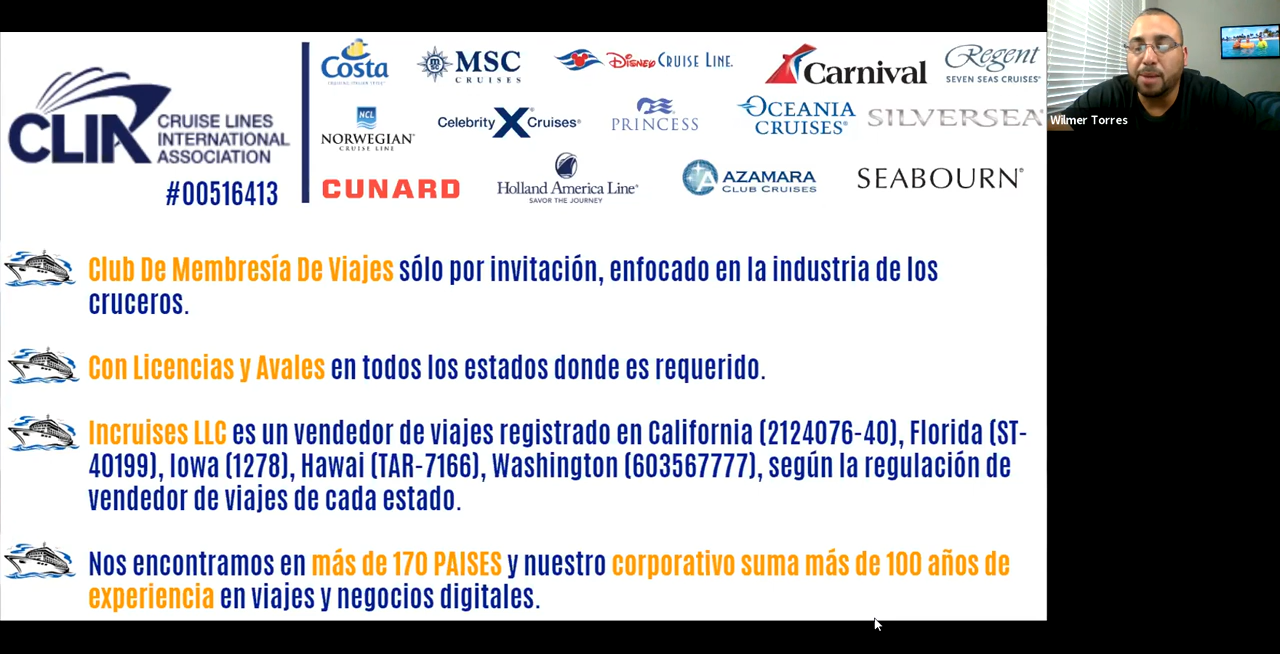 CLIA CRUISE LINES
INTERNATIONAL
ASSOCIATION
#00516413
Costa
MSC
CRUISES
Disney CRUISE LINE.
Carnival
Regent
SEVEN SEAS CRUISES®
NCL
NORWEGIAN™
CRUISE LINE
Celebrity X Cruises®
PRINCESS
OCEANIA
CRUISES®
SILVERSEA®
CUNARD
Holland America Line®
SAVOR THE JOURNEY
AZAMARA
CLUB CRUISES
SEABOURN®
Club De Membresía De Viajes sólo por invitación, enfocado en la industria de los
cruceros.
Con Licencias y Avales en todos los estados donde es requerido.
Incruises LLC es un vendedor de viajes registrado en California (2124076-40), Florida (ST-
40199), Iowa (1278), Hawai (TAR-7166), Washington (603567777), según la regulación de
vendedor de viajes de cada estado.
Nos encontramos en más de 170 PAISES y nuestro corporativo suma más de 100 años de
experiencia en viajes y negocios digitales.
Wilmer Torres